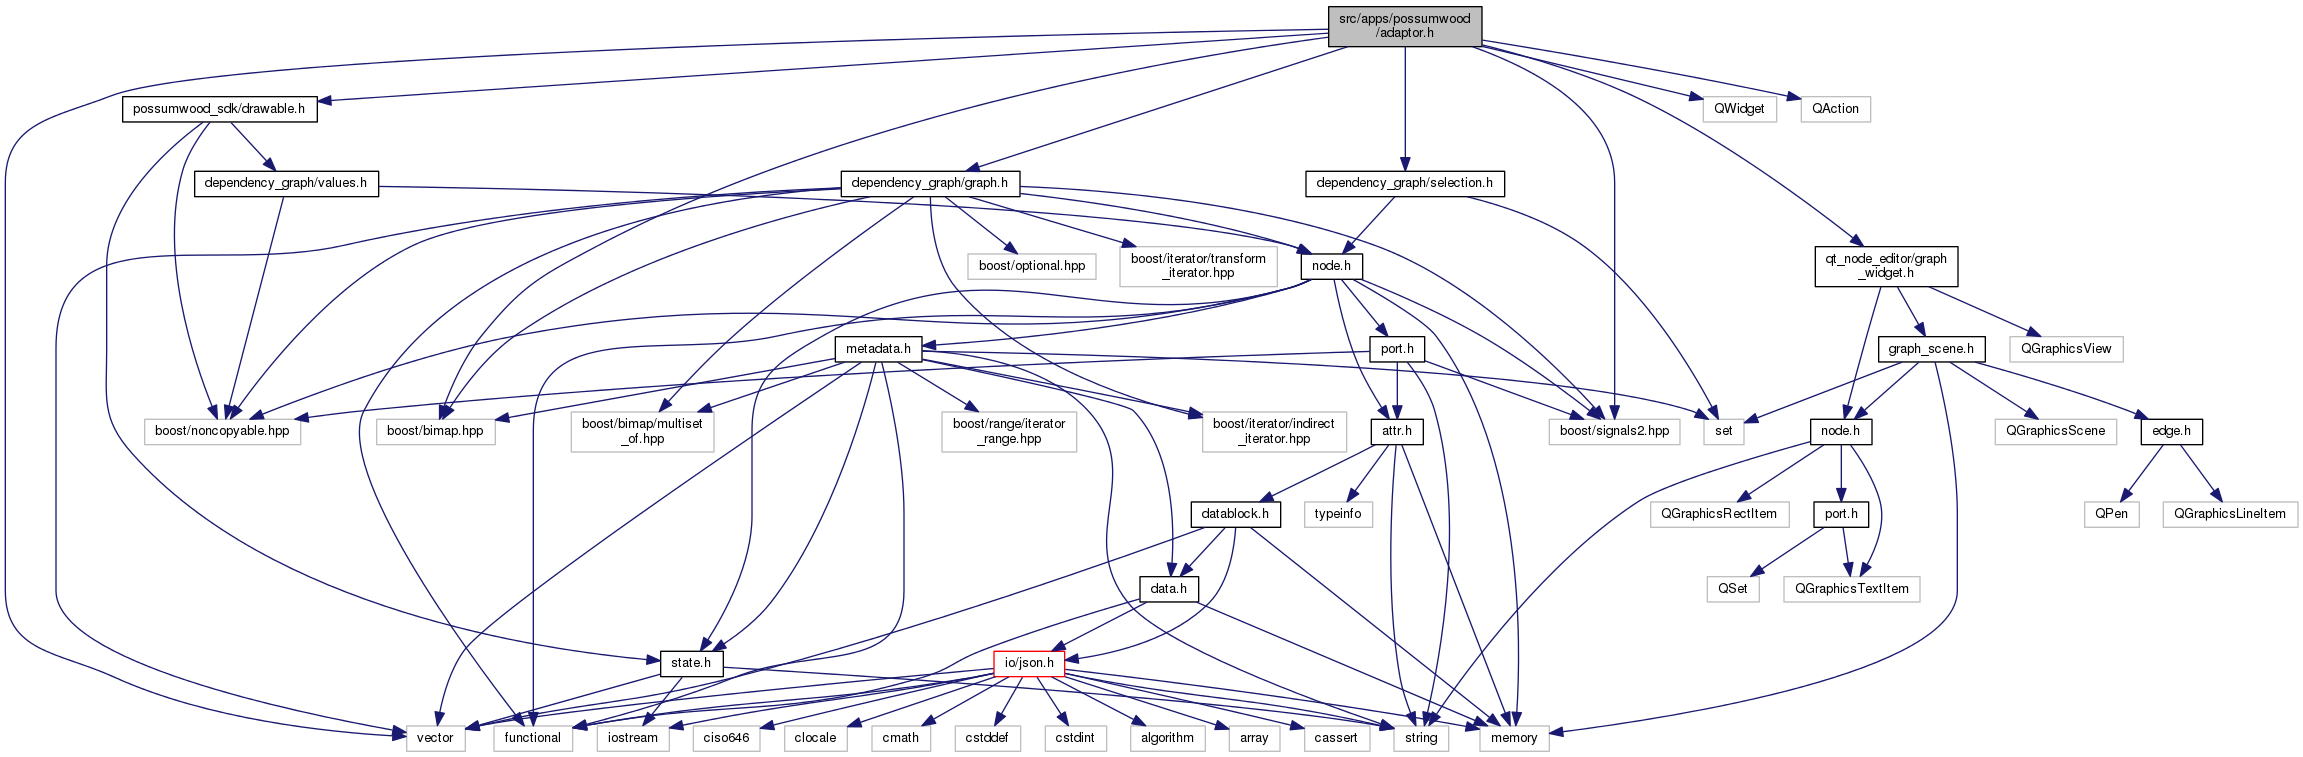 src/apps/possumwood
/adaptor.h
possumwood_sdk/drawable.h
QWidget
QAction
dependency_graph/values.h
dependency_graph/graph.h
dependency_graph/selection.h
boost/optional.hpp
boost/iterator/transform
_iterator.hpp
node.h
qt_node_editor/graph
_widget.h
metadata.h
port.h
graph_scene.h
QGraphicsView
boost/noncopyable.hpp
boost/bimap.hpp
boost/bimap/multiset
_of.hpp
boost/range/iterator
_range.hpp
boost/iterator/indirect
_iterator.hpp
attr.h
boost/signals2.hpp
set
node.h
QGraphicsScene
edge.h
datablock.h
typeinfo
QGraphicsRectItem
port.h
QPen
QGraphicsLineItem
data.h
QSet
QGraphicsTextItem
state.h
io/json.h
vector
functional
iostream
ciso646
clocale
cmath
cstddef
cstdint
algorithm
array
cassert
string
memory